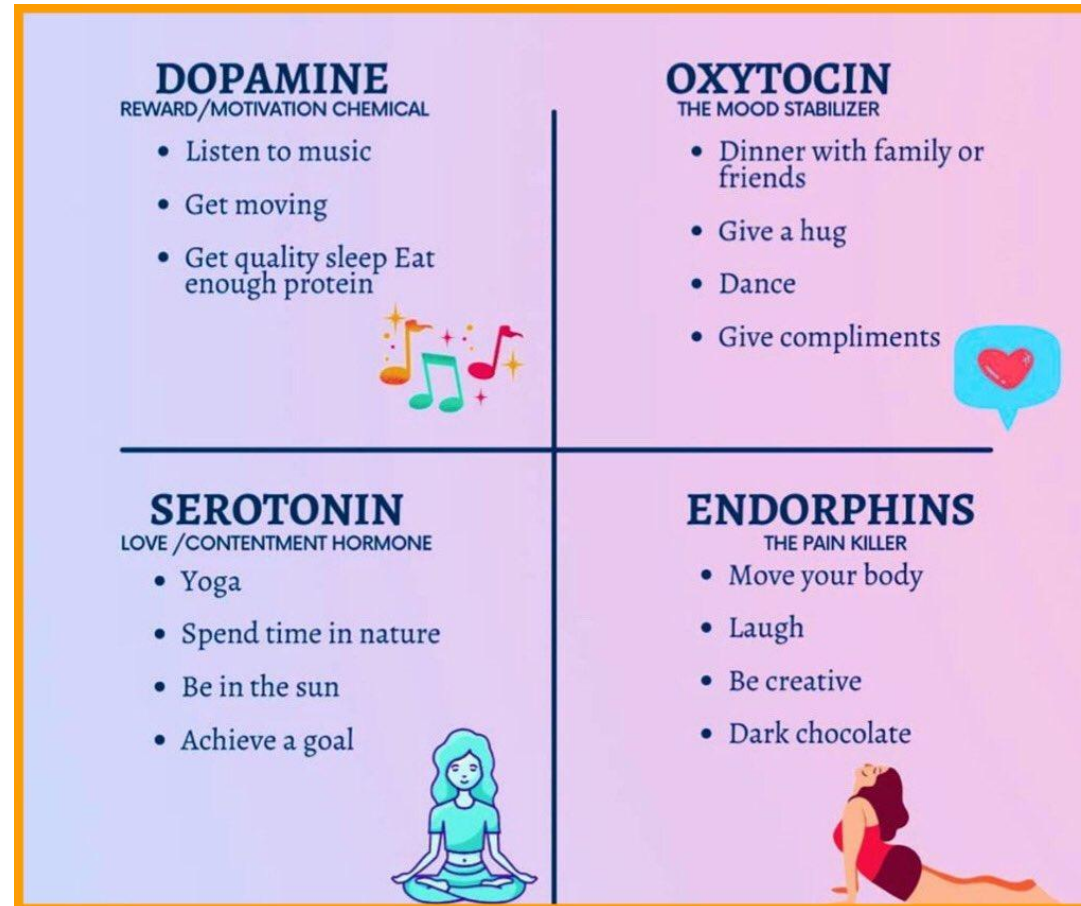 DOPAMINE
REWARD/MOTIVATION CHEMICAL
• Listen to music
• Get moving
• Get quality sleep Eat
enough protein
OXYTOCIN
THE MOOD STABILIZER
• Dinner with family or
friends
• Give a hug
• Dance
• Give compliments
SEROTONIN
LOVE /CONTENTMENT HORMONE
• Yoga
• Spend time in nature
• Be in the sun
• Achieve a goal
ENDORPHINS
THE PAIN KILLER
• Move your body
• Laugh
• Be creative
• Dark chocolate